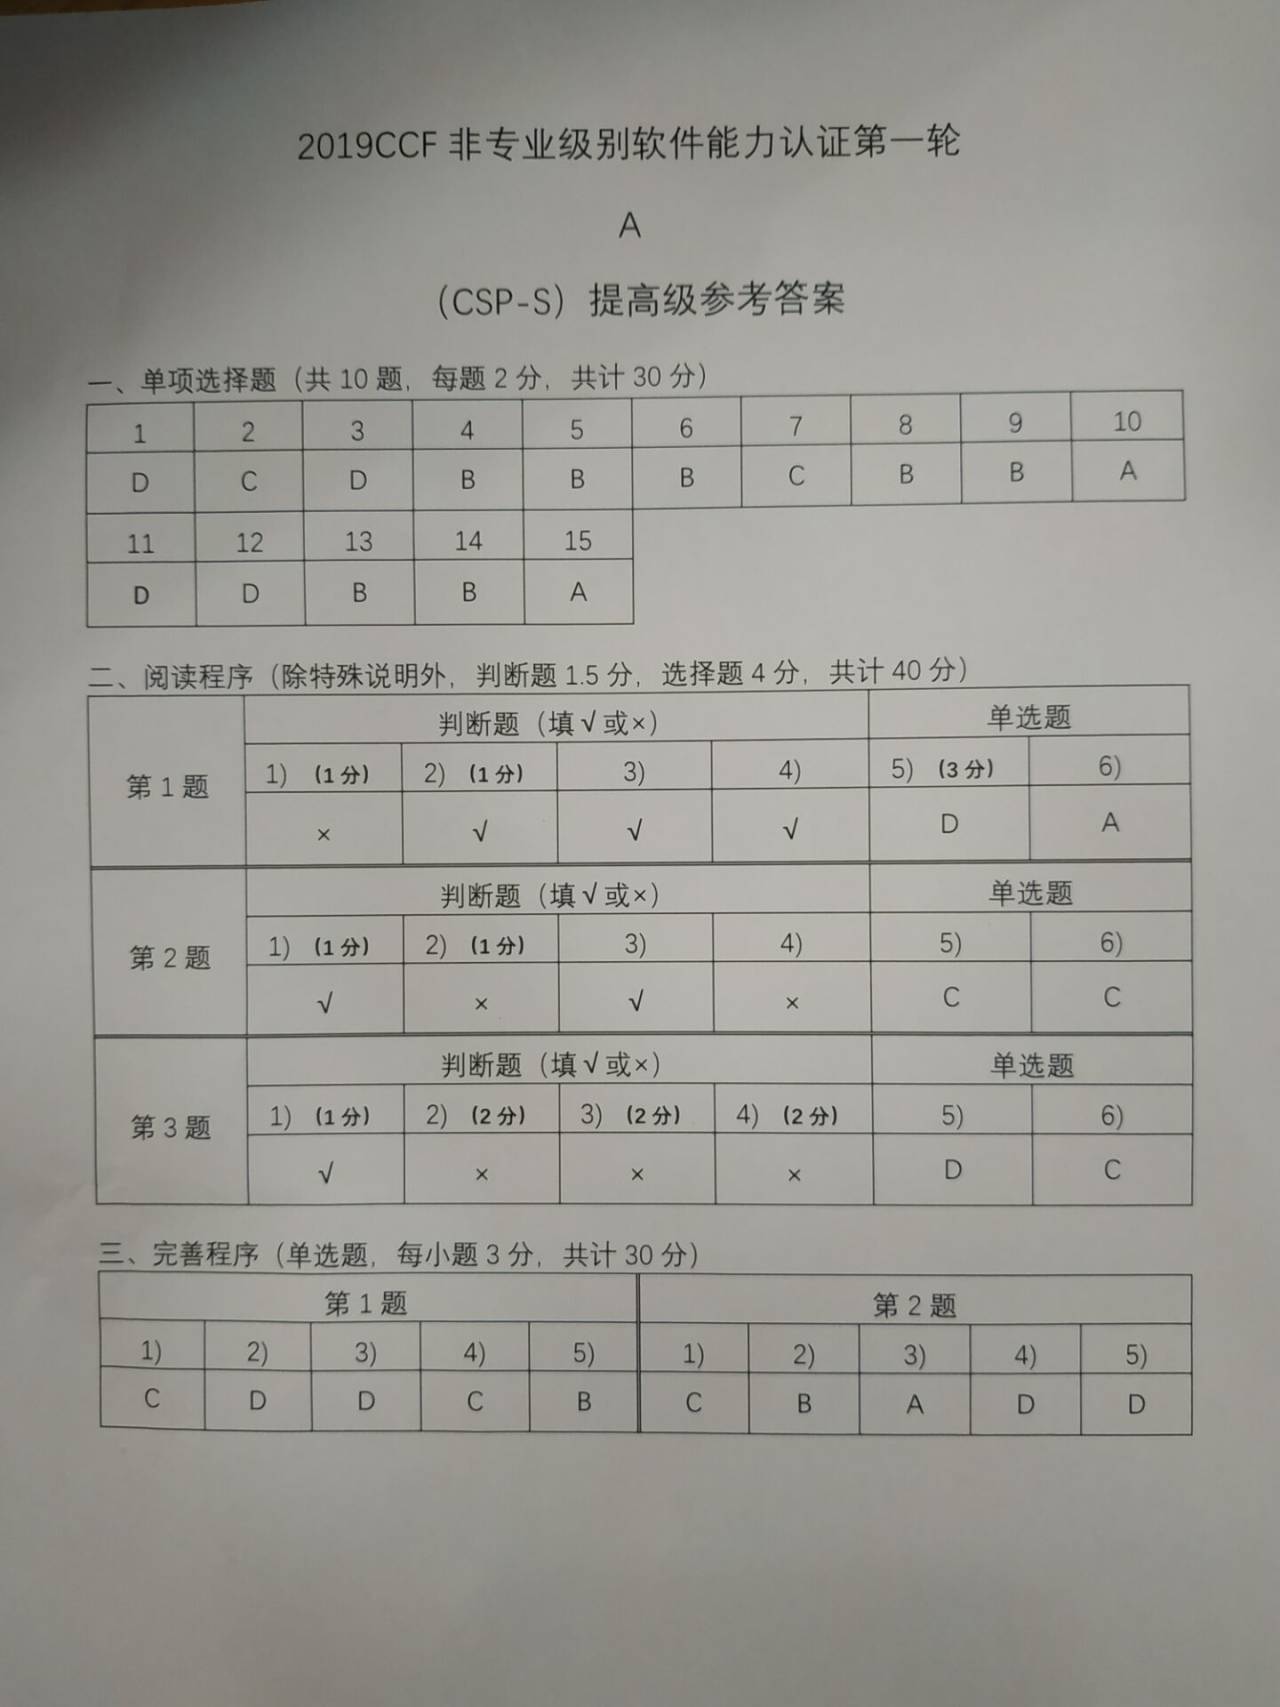 2019CCF 非专业级别软件能力认证第一轮
A
（CSP-S）提高级参考答案
一、单项选择题（共 10 题，每题 2 分，共计 30 分）
1 2 3 4 5 6 7 8 9 10
D C D B B B C B B A
11 12 13 14 15
D D B B A
二、阅读程序（除特殊说明外，判断题 1.5 分，选择题 4 分，共计 40 分）
第 1 题
判断题（填√或×） 单选题
1)（1 分） 2)（1 分） 3) 4) 5)（3 分） 6)
× √ √ √ D A
第 2 题
判断题（填√或×） 单选题
1)（1 分） 2)（1 分） 3) 4) 5) 6)
√ × √ × C C
第 3 题
判断题（填√或×） 单选题
1)（1 分） 2)（2 分） 3)（2 分） 4)（2 分） 5) 6)
√ × × × D C
三、完善程序（单选题，每小题 3 分，共计 30 分）
第 1 题 第 2 题
1) 2) 3) 4) 5) 1) 2) 3) 4) 5)
C D D C B C B A D D